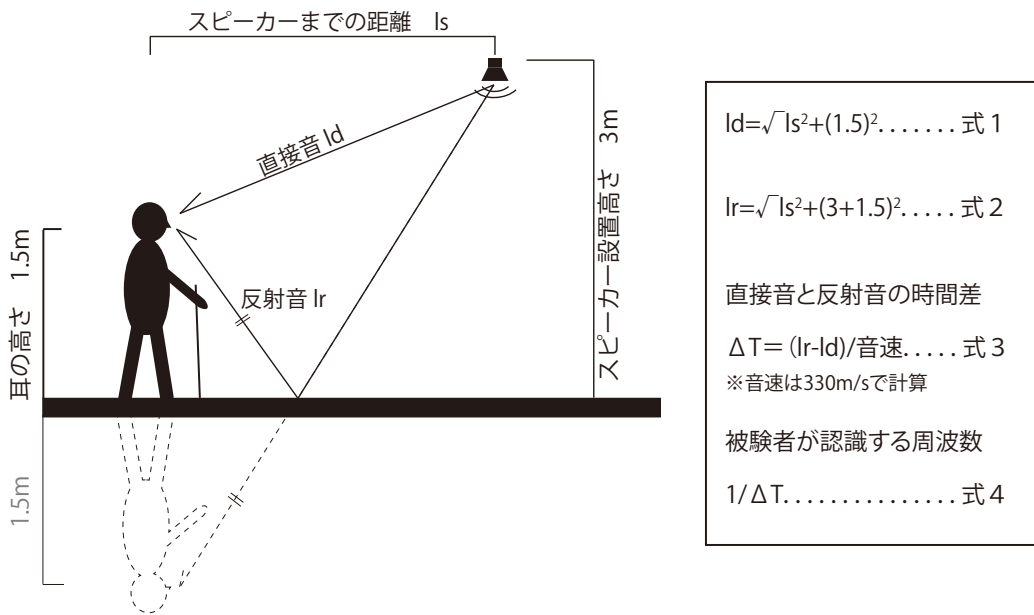 スピーカーまでの距離　ls
直接音 ld
反射音 lr
耳の高さ　1.5m
1.5m
スピーカー設置高さ　3m
ld=√ls²+(1.5)²....... 式 1
lr=√ls²+(3+1.5)²..... 式 2
直接音と反射音の時間差
ΔT＝(lr-ld)/音速..... 式 3
※音速は330m/sで計算
被験者が認識する周波数
1/ΔT............... 式 4